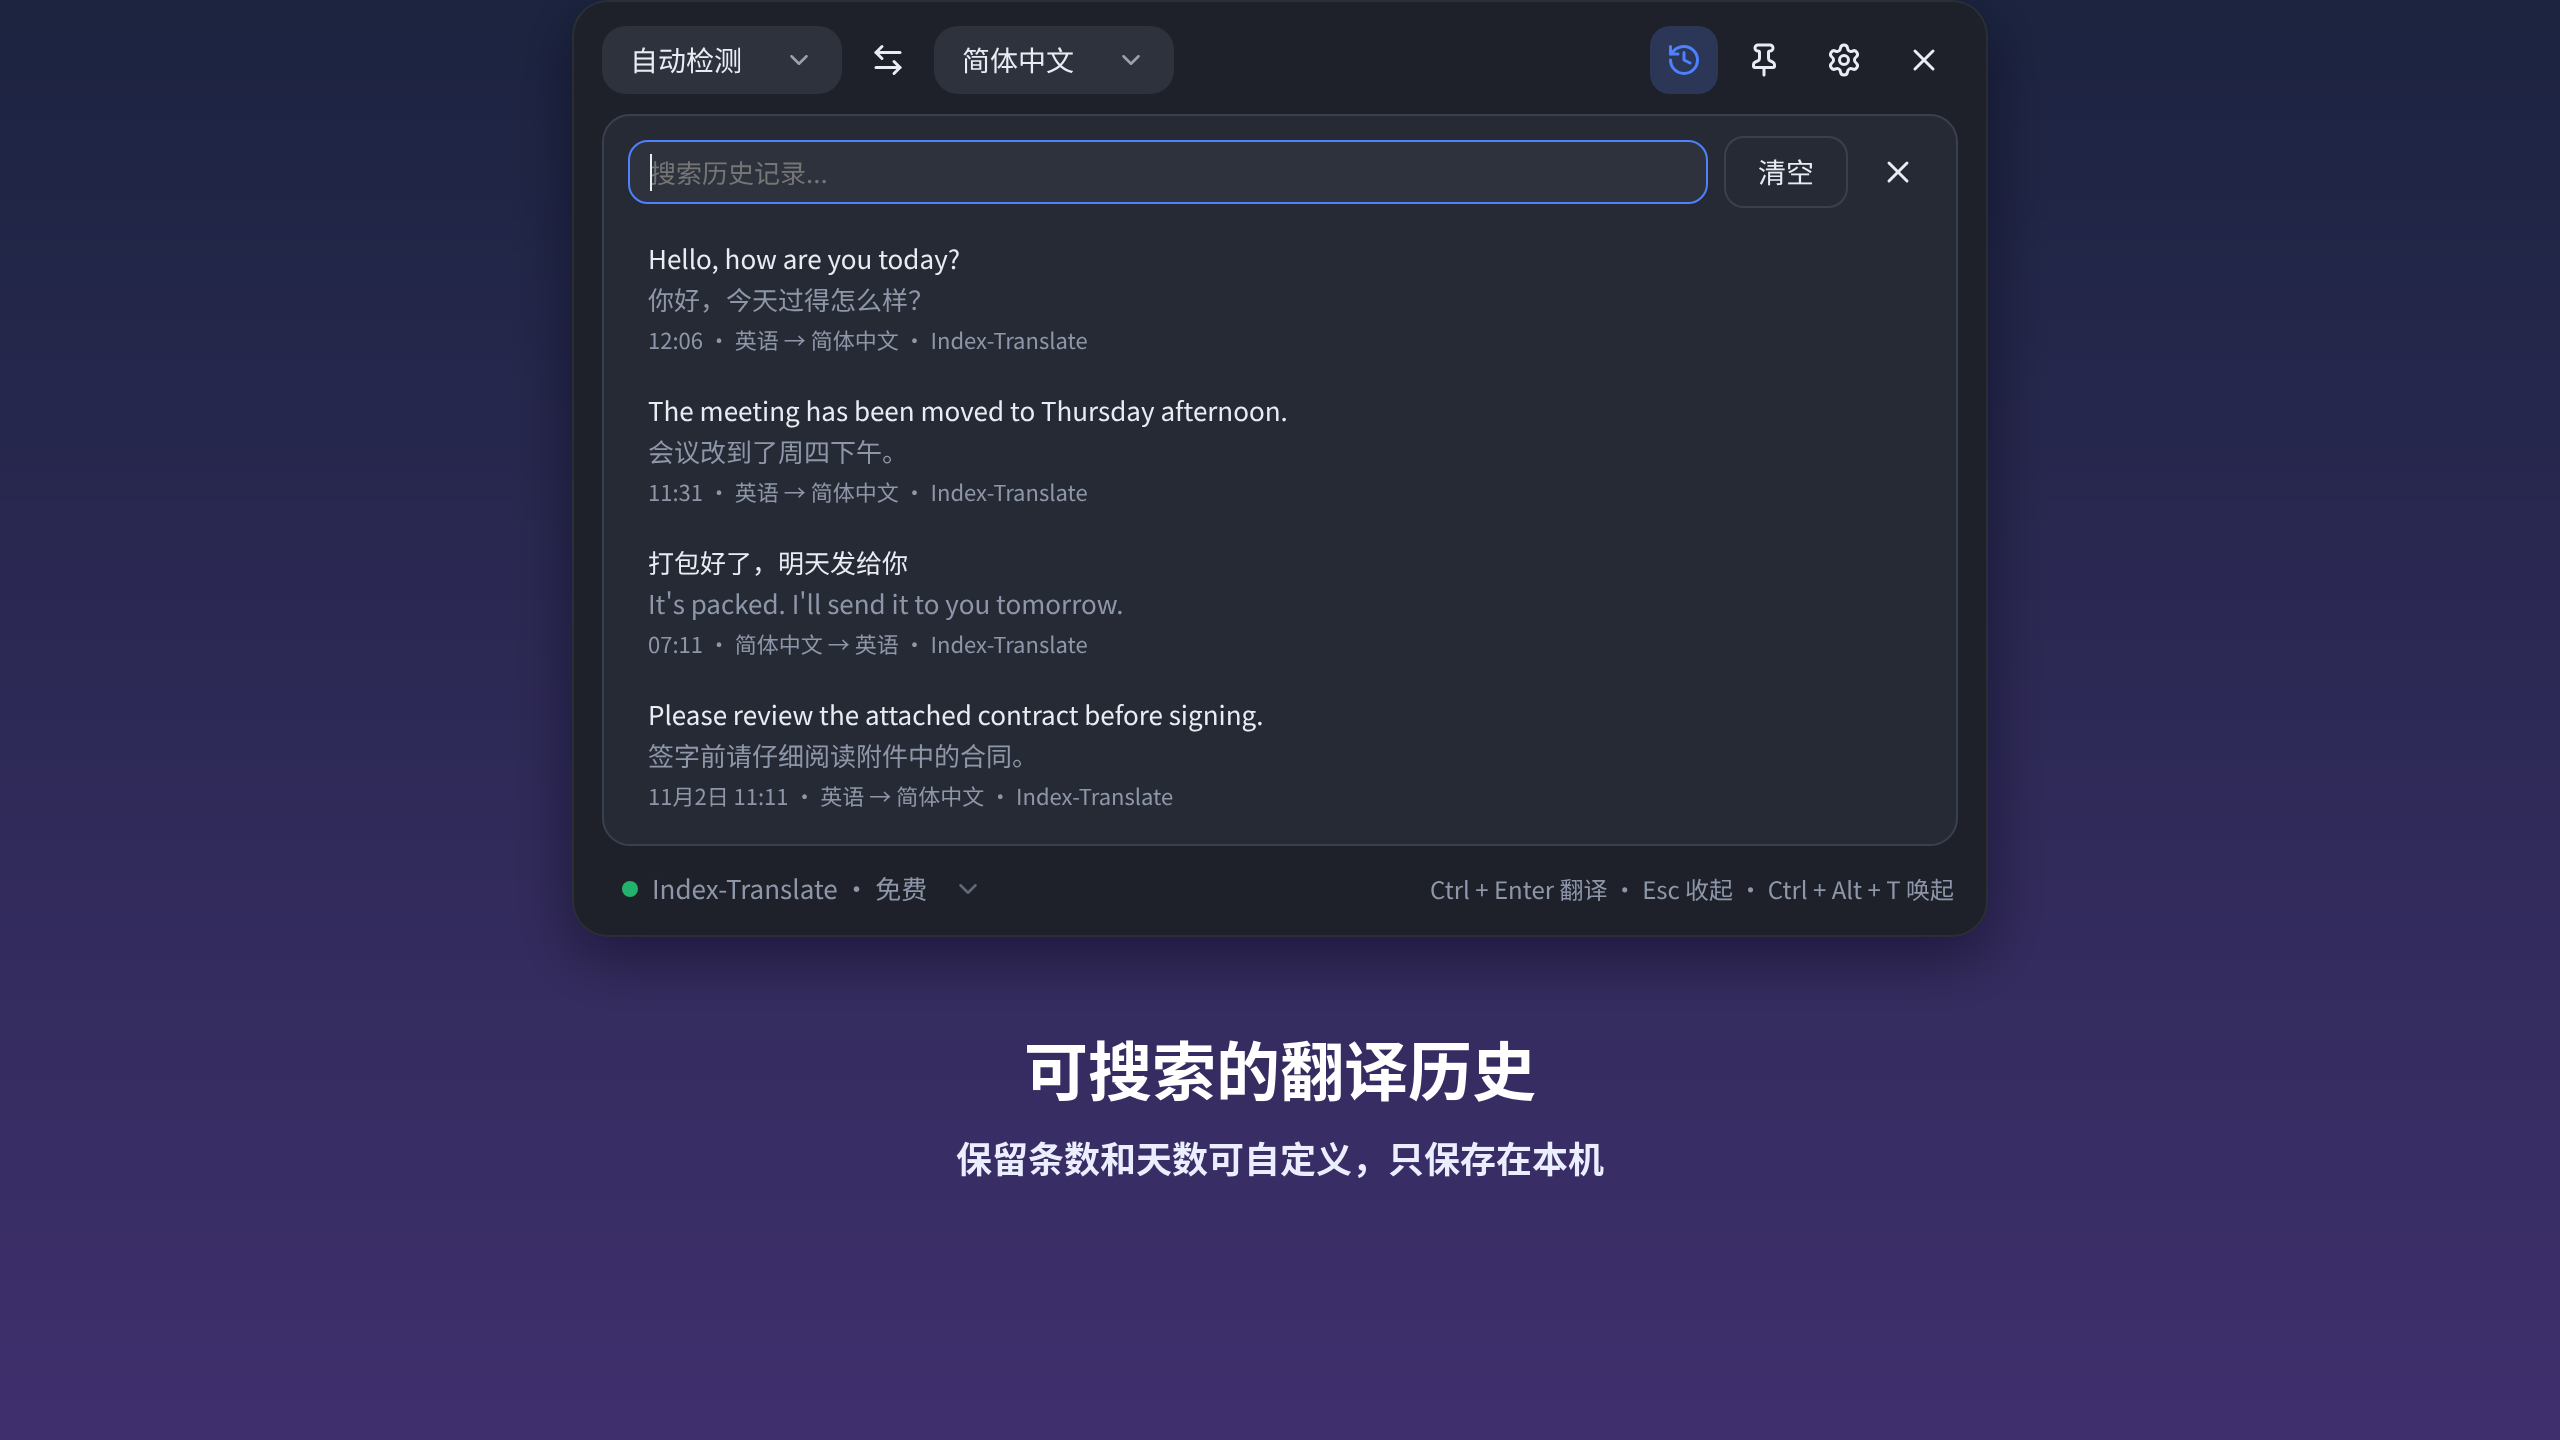 自动检测
简体中文
搜索历史记录...
清空
Hello, how are you today?
你好，今天过得怎么样？
12:06 • 英语 → 简体中文 • Index-Translate
The meeting has been moved to Thursday afternoon.
会议改到了周四下午。
11:31 • 英语 → 简体中文 • Index-Translate
打包好了，明天发给你
It's packed. I'll send it to you tomorrow.
07:11 • 简体中文 → 英语 • Index-Translate
Please review the attached contract before signing.
签字前请仔细阅读附件中的合同。
11月2日 11:11 • 英语 → 简体中文 • Index-Translate
Index-Translate • 免费
Ctrl + Enter 翻译 • Esc 收起 • Ctrl + Alt + T 唤起
可搜索的翻译历史
保留条数和天数可自定义，只保存在本机